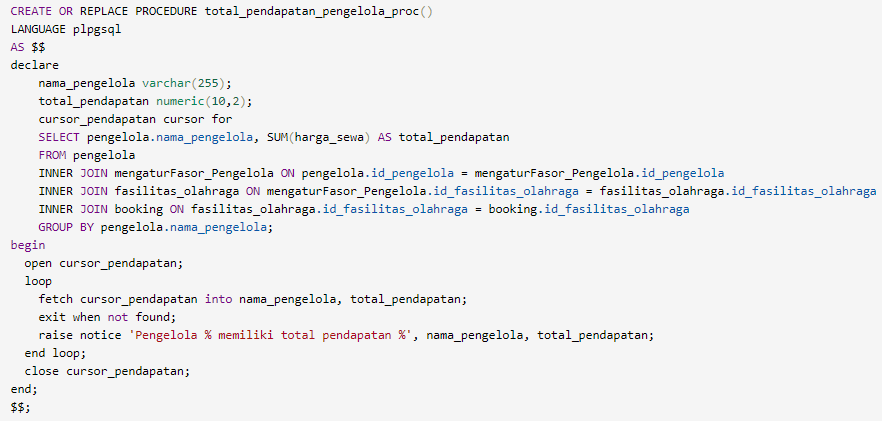 CREATE OR REPLACE PROCEDURE total_pendapatan_pengelola_proc()
LANGUAGE plpgsql
AS $$
declare
    nama_pengelola varchar(255);
    total_pendapatan numeric(10,2);
    cursor_pendapatan cursor for
    SELECT pengelola.nama_pengelola, SUM(harga_sewa) AS total_pendapatan
    FROM pengelola
    INNER JOIN mengaturFasor_Pengelola ON pengelola.id_pengelola = mengaturFasor_Pengelola.id_pengelola
    INNER JOIN fasilitas_olahraga ON mengaturFasor_Pengelola.id_fasilitas_olahraga = fasilitas_olahraga.id_fasilitas_olahraga
    INNER JOIN booking ON fasilitas_olahraga.id_fasilitas_olahraga = booking.id_fasilitas_olahraga
    GROUP BY pengelola.nama_pengelola;
begin
  open cursor_pendapatan;
  loop
    fetch cursor_pendapatan into nama_pengelola, total_pendapatan;
    exit when not found;
    raise notice 'Pengelola % memiliki total pendapatan %', nama_pengelola, total_pendapatan;
  end loop;
  close cursor_pendapatan;
end;
$$;